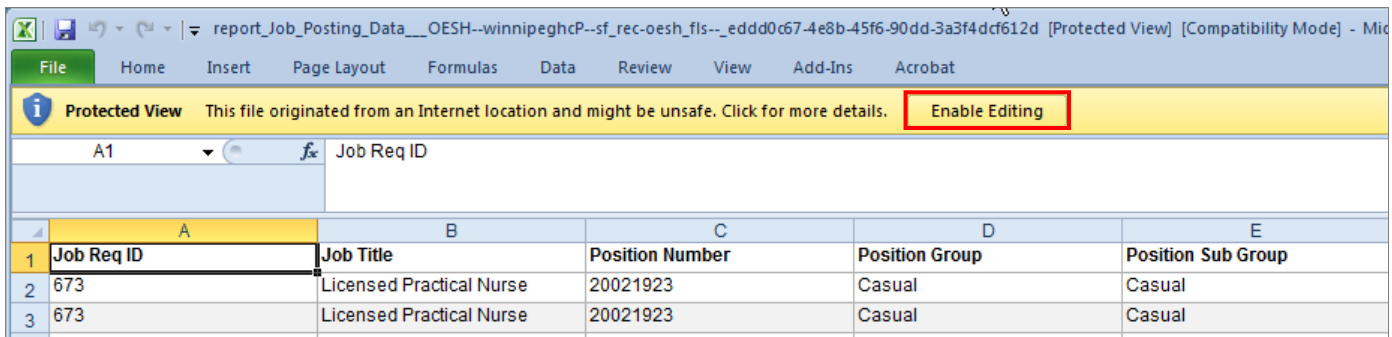 report_Job_Posting_Data___OESH--winnipeghcP--sf_rec-oesh_fls--_eddd0c67-4e8b-45f6-90dd-3a3f4dcf612d [Protected View] [Compatibility Mode] - Mic
File Home Insert Page Layout Formulas Data Review View Add-Ins Acrobat
Protected View This file originated from an Internet location and might be unsafe. Click for more details. Enable Editing
A1 fx Job Req ID
A B C D E
1 Job Req ID Job Title Position Number Position Group Position Sub Group
2 673 Licensed Practical Nurse 20021923 Casual Casual
3 673 Licensed Practical Nurse 20021923 Casual Casual